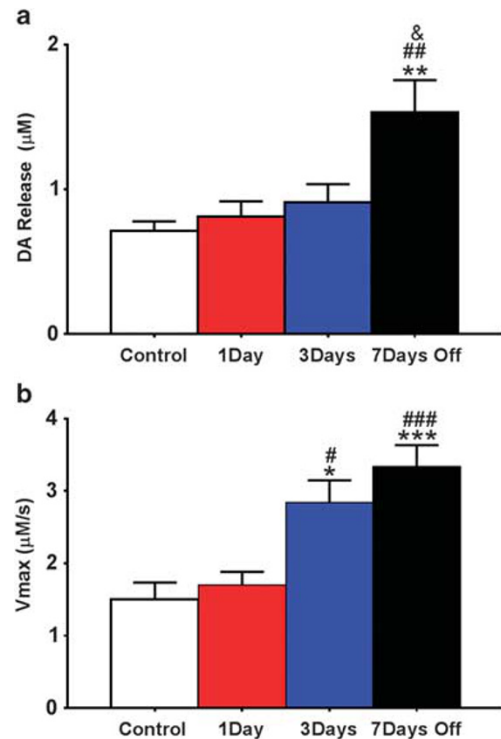 a
2
&
##
**
DA Release (μM)
1
0
Control 1Day 3Days 7Days Off
b
4
###
***
#
*
3
Vmax (μM/s)
2
1
0
Control 1Day 3Days 7Days Off